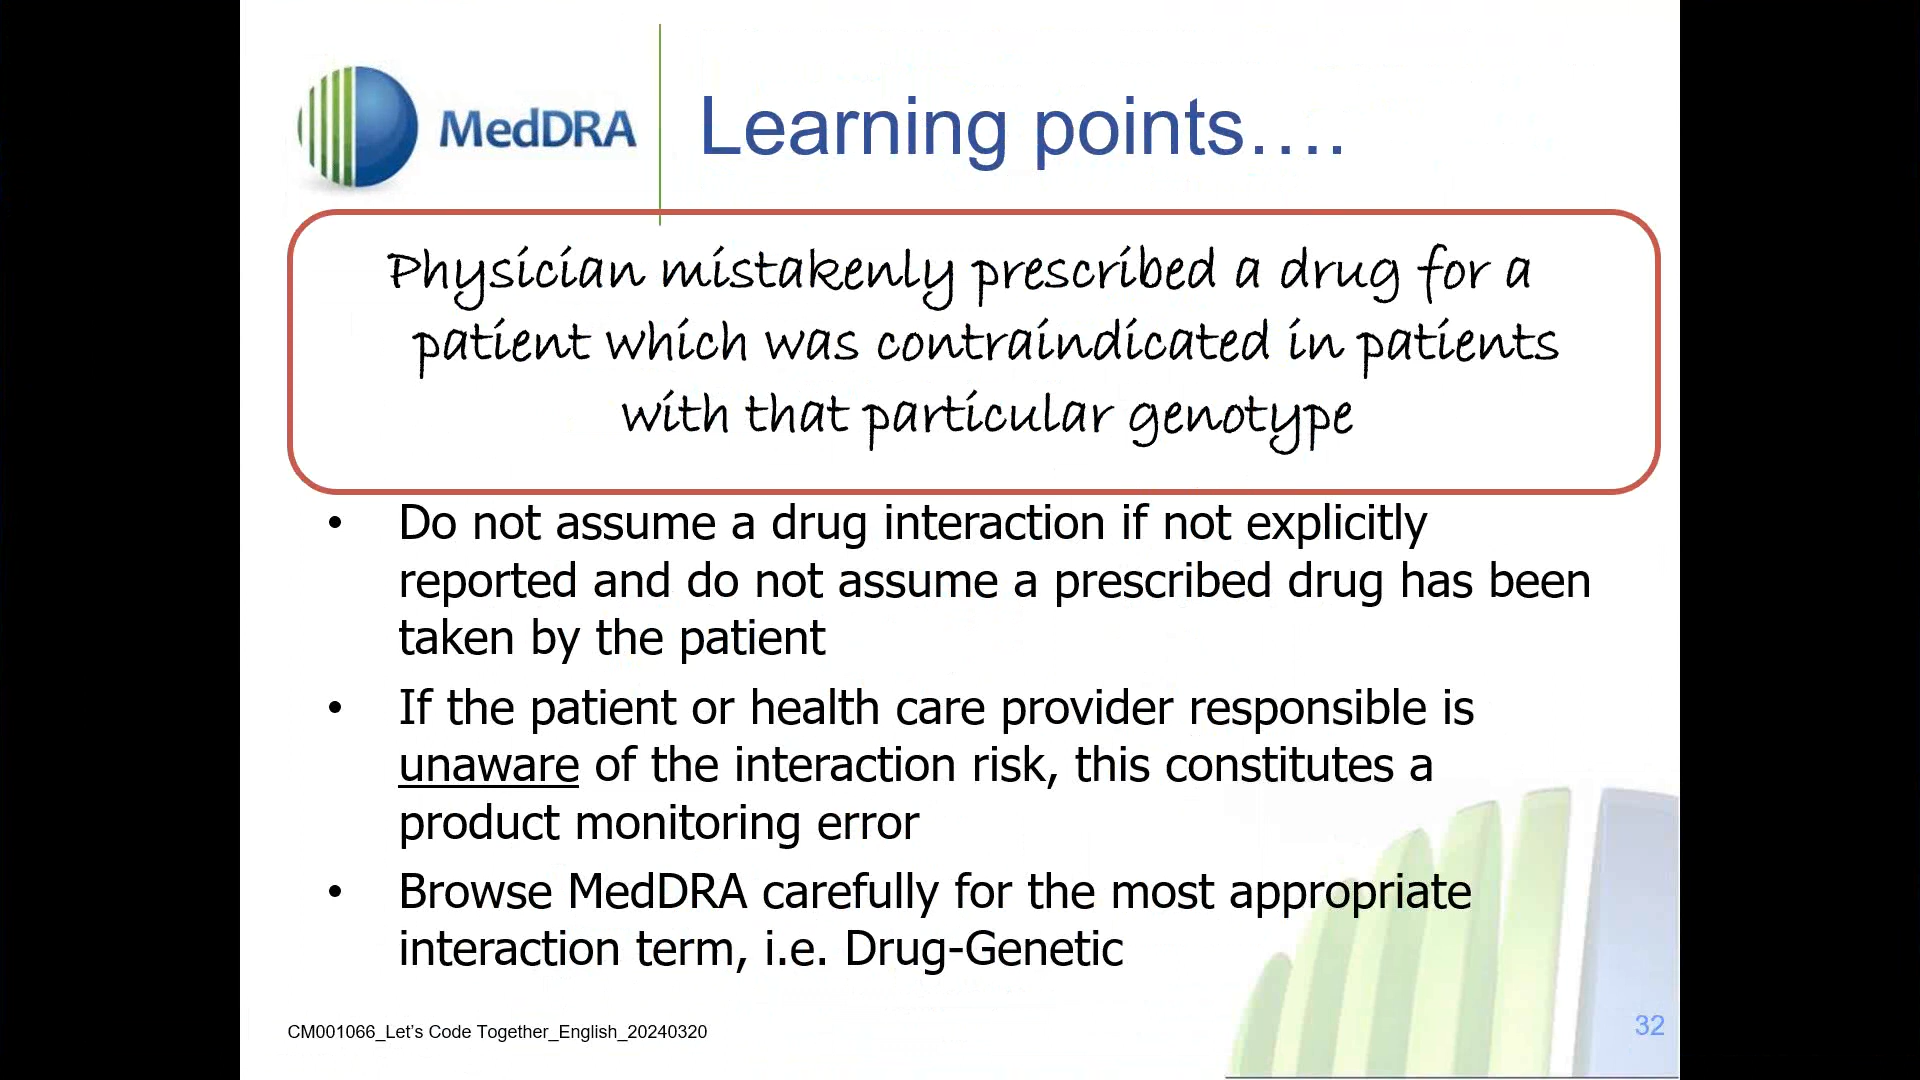 MedDRA
Learning points….
Physician mistakenly prescribed a drug for a
patient which was contraindicated in patients
with that particular genotype
• Do not assume a drug interaction if not explicitly
reported and do not assume a prescribed drug has been
taken by the patient
• If the patient or health care provider responsible is
unaware of the interaction risk, this constitutes a
product monitoring error
• Browse MedDRA carefully for the most appropriate
interaction term, i.e. Drug-Genetic
CM001066_Let’s Code Together_English_20240320
32